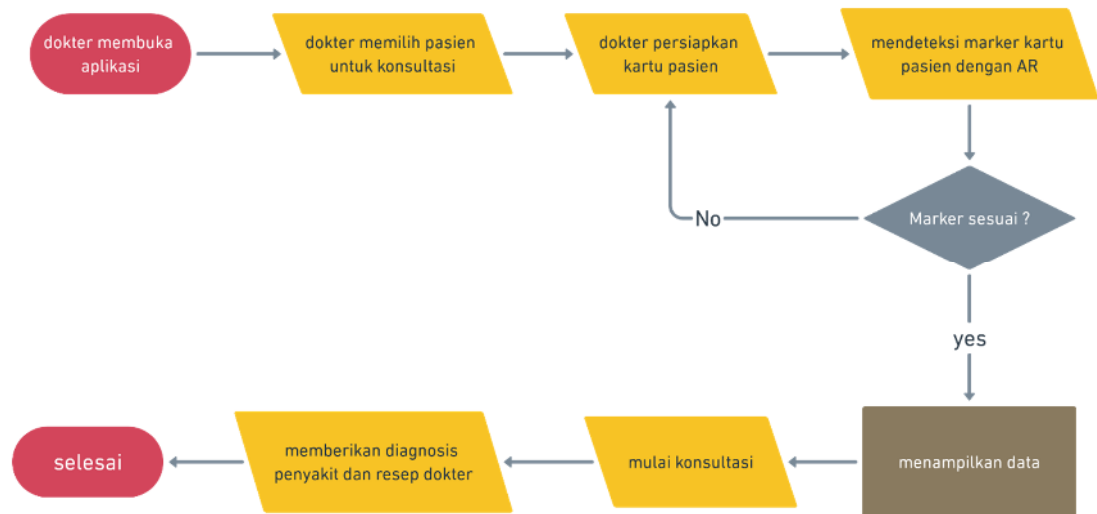 dokter membuka
aplikasi
dokter memilih pasien
untuk konsultasi
dokter persiapkan
kartu pasien
mendeteksi marker kartu
pasien dengan AR
No
Marker sesuai ?
yes
selesai
memberikan diagnosis
penyakit dan resep dokter
mulai konsultasi
menampilkan data